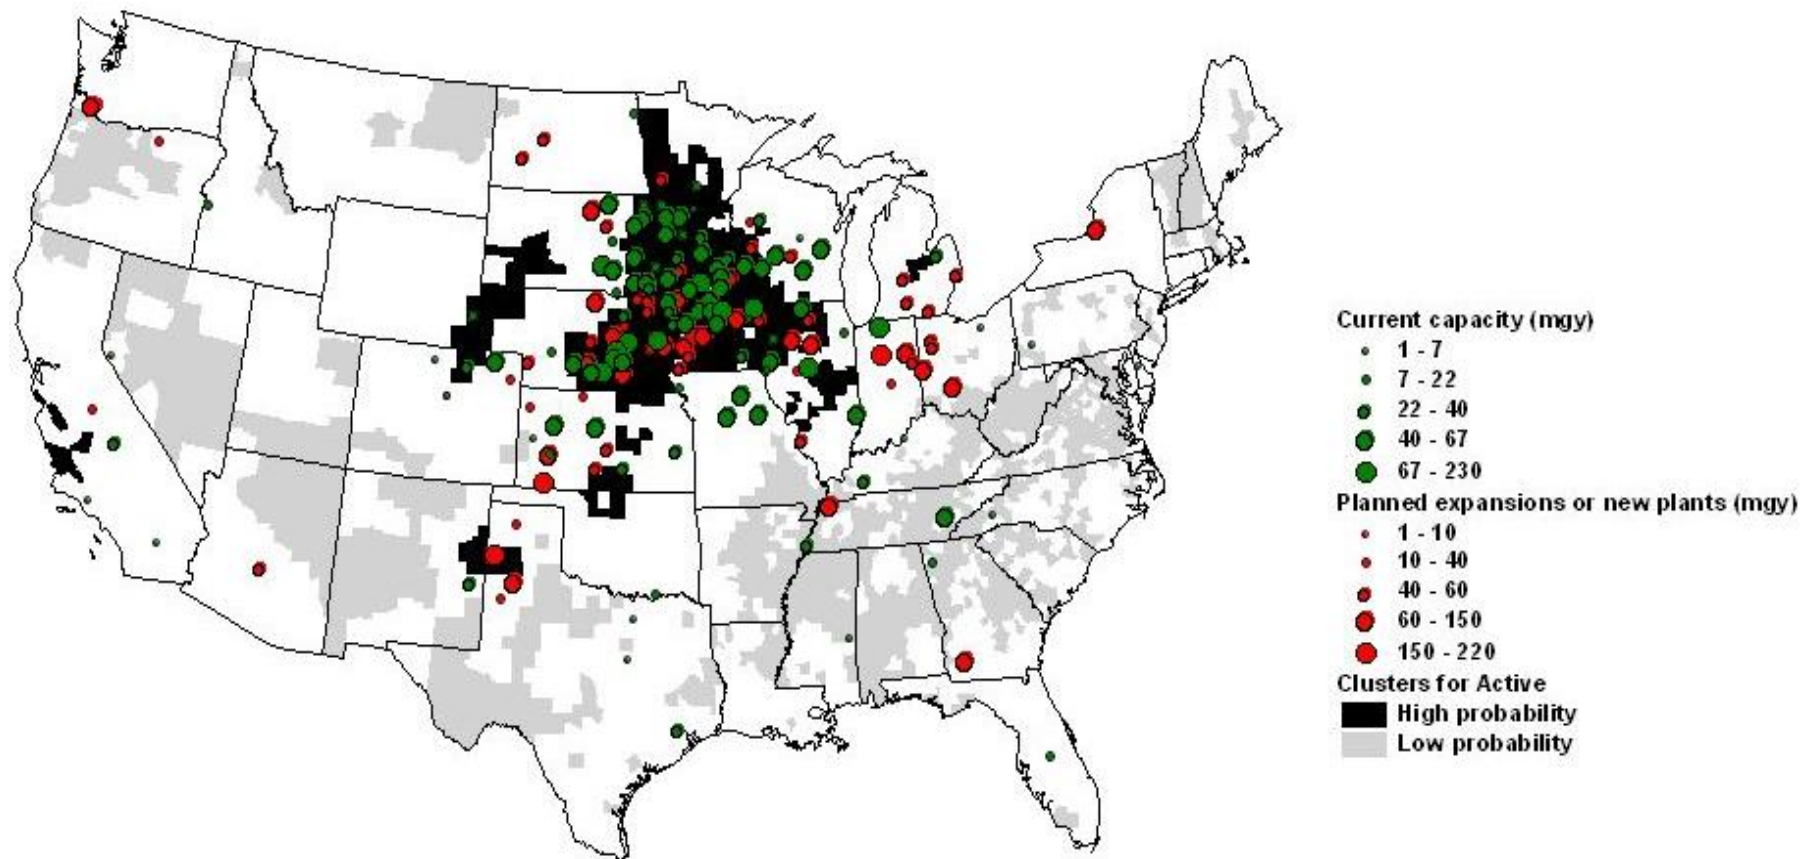 Current capacity (mgy)
1 - 7
7 - 22
22 - 40
40 - 67
67 - 230
Planned expansions or new plants (mgy)
1 - 10
10 - 40
40 - 60
60 - 150
150 - 220
Clusters for Active
High probability
Low probability